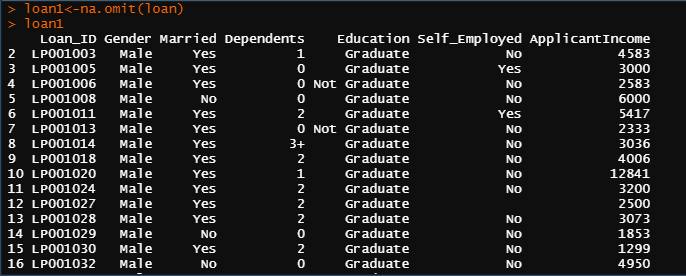 > loan1<-na.omit(loan)
> loan1
Loan_ID Gender Married Dependents Education Self_Employed ApplicantIncome
2 LP001003 Male Yes 1 Graduate No 4583
3 LP001005 Male Yes 0 Graduate Yes 3000
4 LP001006 Male Yes 0 Not Graduate No 2583
5 LP001008 Male No 0 Graduate No 6000
6 LP001011 Male Yes 2 Graduate Yes 5417
7 LP001013 Male Yes 0 Not Graduate No 2333
8 LP001014 Male Yes 3+ Graduate No 3036
9 LP001018 Male Yes 2 Graduate No 4006
10 LP001020 Male Yes 1 Graduate No 12841
11 LP001024 Male Yes 2 Graduate No 3200
12 LP001027 Male Yes 2 Graduate 2500
13 LP001028 Male Yes 2 Graduate No 3073
14 LP001029 Male No 0 Graduate No 1853
15 LP001030 Male Yes 2 Graduate No 1299
16 LP001032 Male No 0 Graduate No 4950